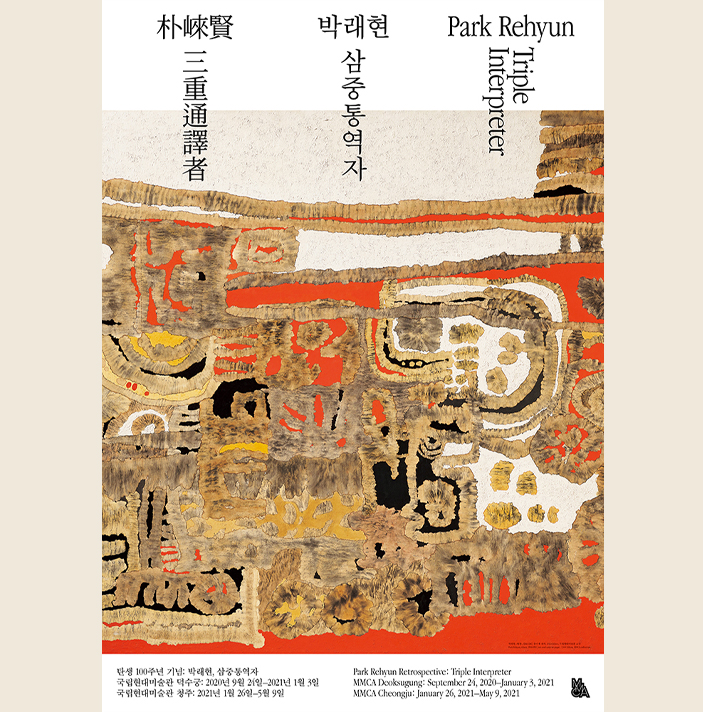 朴崍賢
三重通譯者
박래현
삼중통역자
Park Rehyun
Triple
Interpreter
탄생 100주년 기념: 박래현, 삼중통역자
국립현대미술관 덕수궁: 2020년 9월 24일–2021년 1월 3일
국립현대미술관 청주: 2021년 1월 26일–5월 9일
Park Rehyun Retrospective: Triple Interpreter
MMCA Deoksugung: September 24, 2020–January 3, 2021
MMCA Cheongju: January 26, 2021–May 9, 2021
MMCA